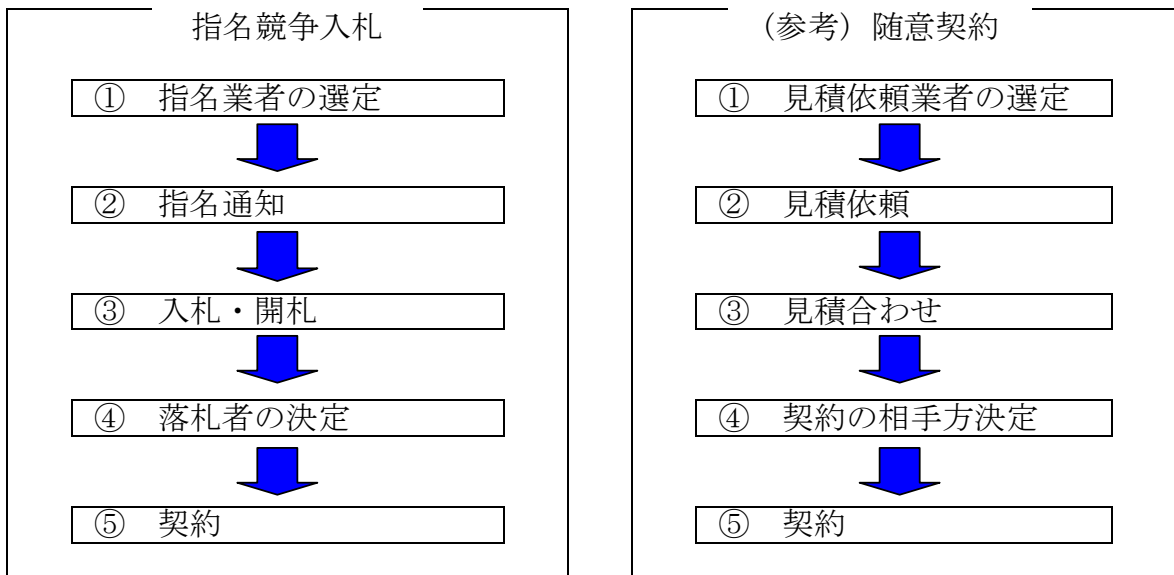 指名競争入札
① 指名業者の選定
② 指名通知
③ 入札・開札
④ 落札者の決定
⑤ 契約
（参考）随意契約
① 見積依頼業者の選定
② 見積依頼
③ 見積合わせ
④ 契約の相手方決定
⑤ 契約